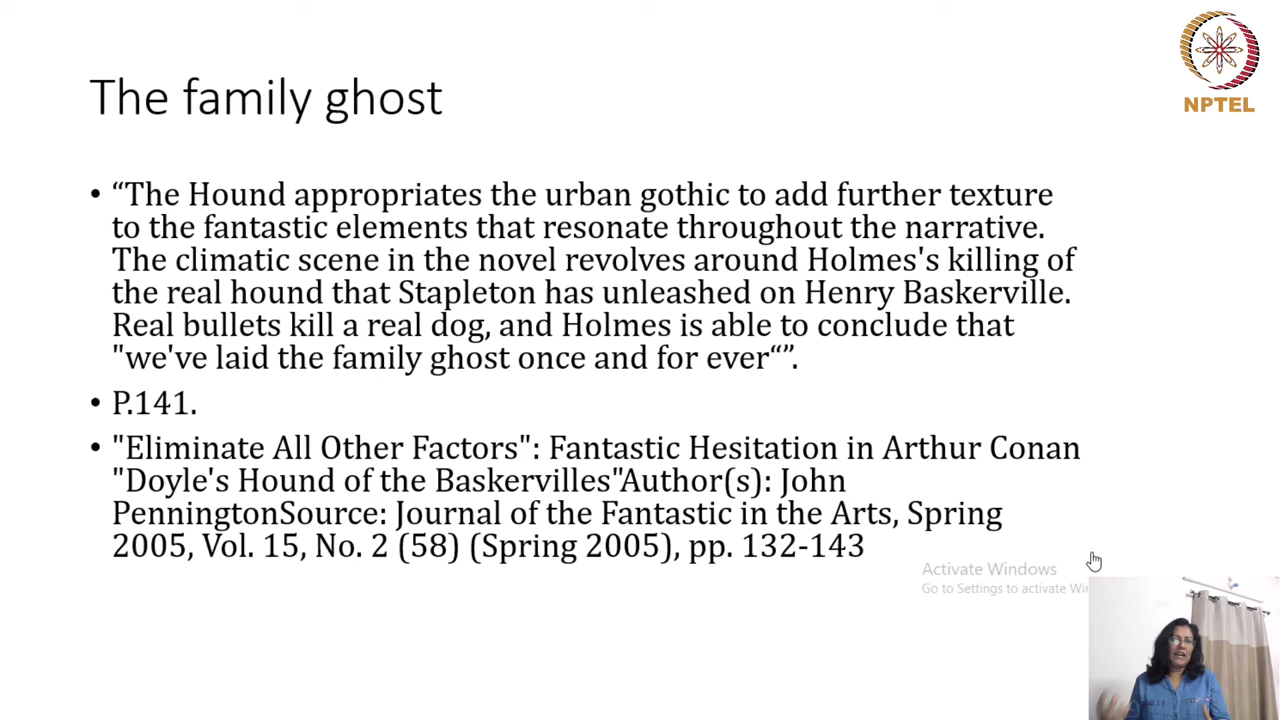 NPTEL
The family ghost
• “The Hound appropriates the urban gothic to add further texture
to the fantastic elements that resonate throughout the narrative.
The climatic scene in the novel revolves around Holmes's killing of
the real hound that Stapleton has unleashed on Henry Baskerville.
Real bullets kill a real dog, and Holmes is able to conclude that
"we've laid the family ghost once and for ever“”.
• P.141.
• "Eliminate All Other Factors": Fantastic Hesitation in Arthur Conan
"Doyle's Hound of the Baskervilles"Author(s): John
PenningtonSource: Journal of the Fantastic in the Arts, Spring
2005, Vol. 15, No. 2 (58) (Spring 2005), pp. 132-143
Activate Windows
Go to Settings to activate